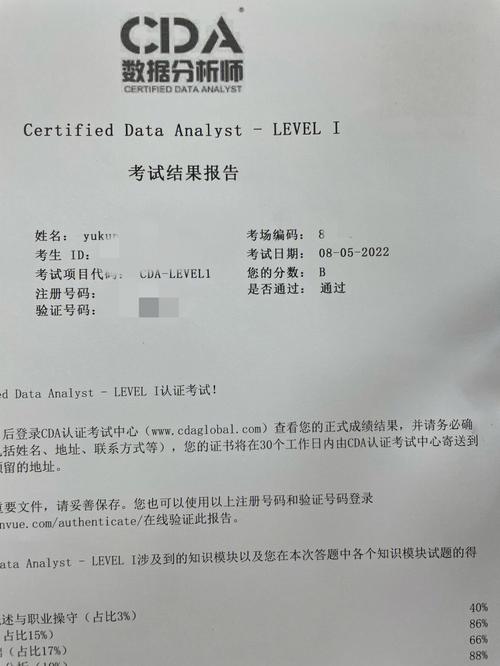 CDA
数据分析师
CERTIFIED DATA ANALYST
Certified Data Analyst - LEVEL I
考试结果报告
姓名: yuku
考场编码: 8
考生 ID:
考试日期: 08-05-2022
考试项目代码: CDA-LEVEL1
您的分数: B
注册号码:
是否通过: 通过
验证号码:
ed Data Analyst - LEVEL I认证考试!
后登录CDA认证考试中心(www.cdaglobal.com)查看您的正式成绩结果,并请务必确
括姓名、地址、联系方式等),您的证书将在30个工作日内由CDA认证考试中心寄送到
留的地址。
重要文件,请妥善保存。您也可以使用以上注册号码和验证号码登录
nvue.com/authenticate/在线验证此报告。
ata Analyst - LEVEL I涉及到的知识模块以及您在本次答题中各个知识模块试题的得
述与职业操守(占比3%)
40%
(占比15%)
86%
(占比17%)
66%
88%